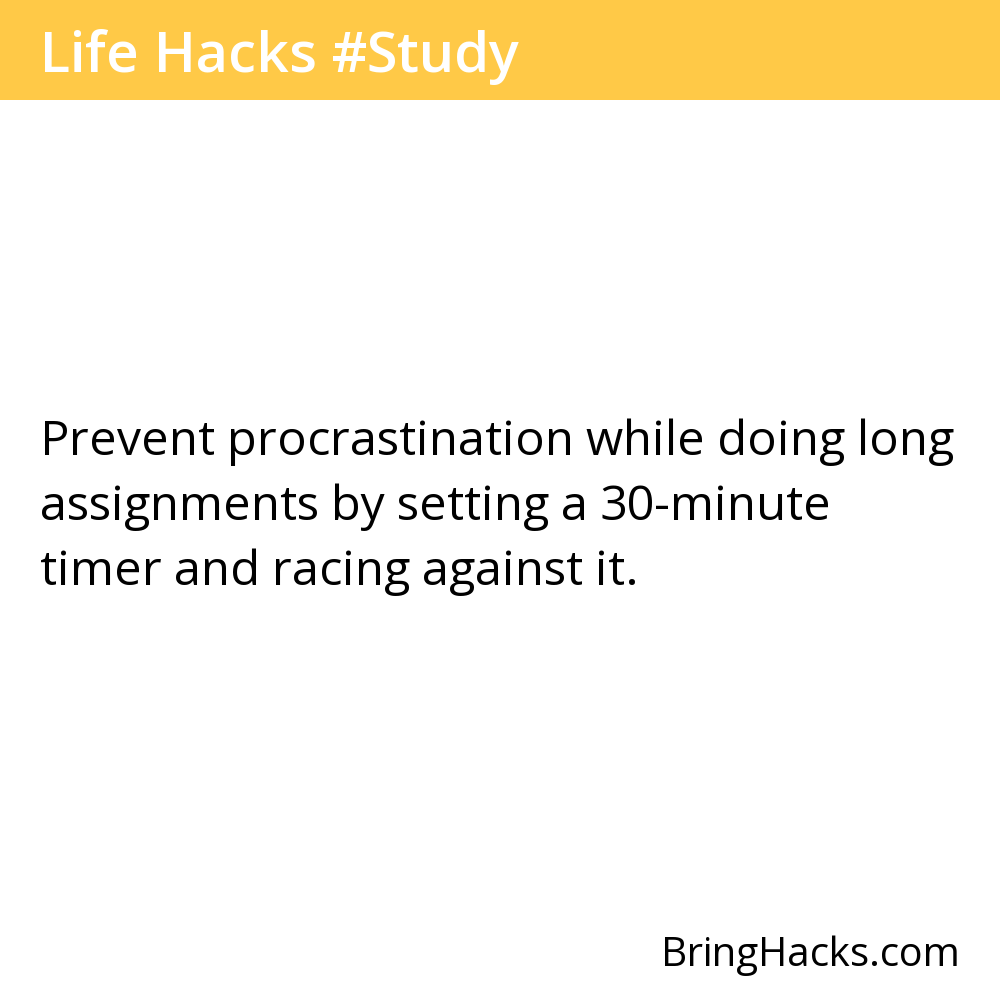 Life Hacks #Study
Prevent procrastination while doing long
assignments by setting a 30-minute
timer and racing against it.
BringHacks.com